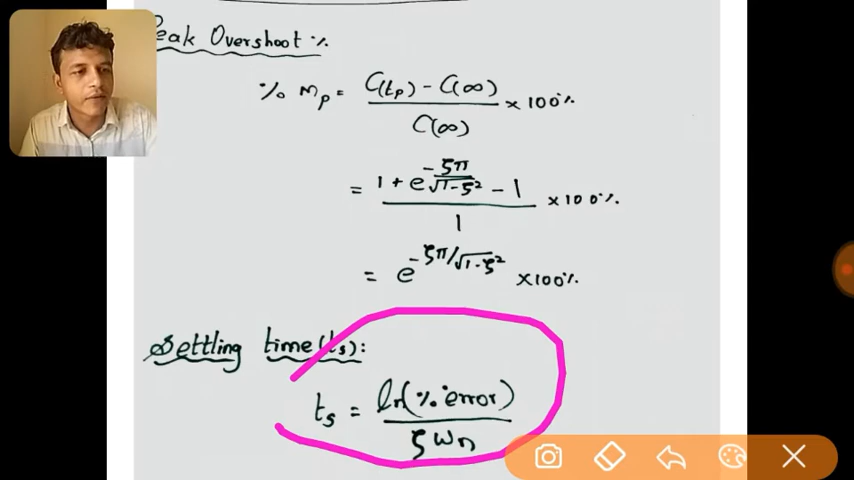 Peak Overshoot %
% Mp = C(tp) - C(∞) / C(∞) × 100%
= 1 + e^(-ζπ/√1-ζ²) - 1 / 1 × 100%
= e^(-ζπ/√1-ζ²) × 100%
Settling time(ts):
ts = ln(% error) / ζωn